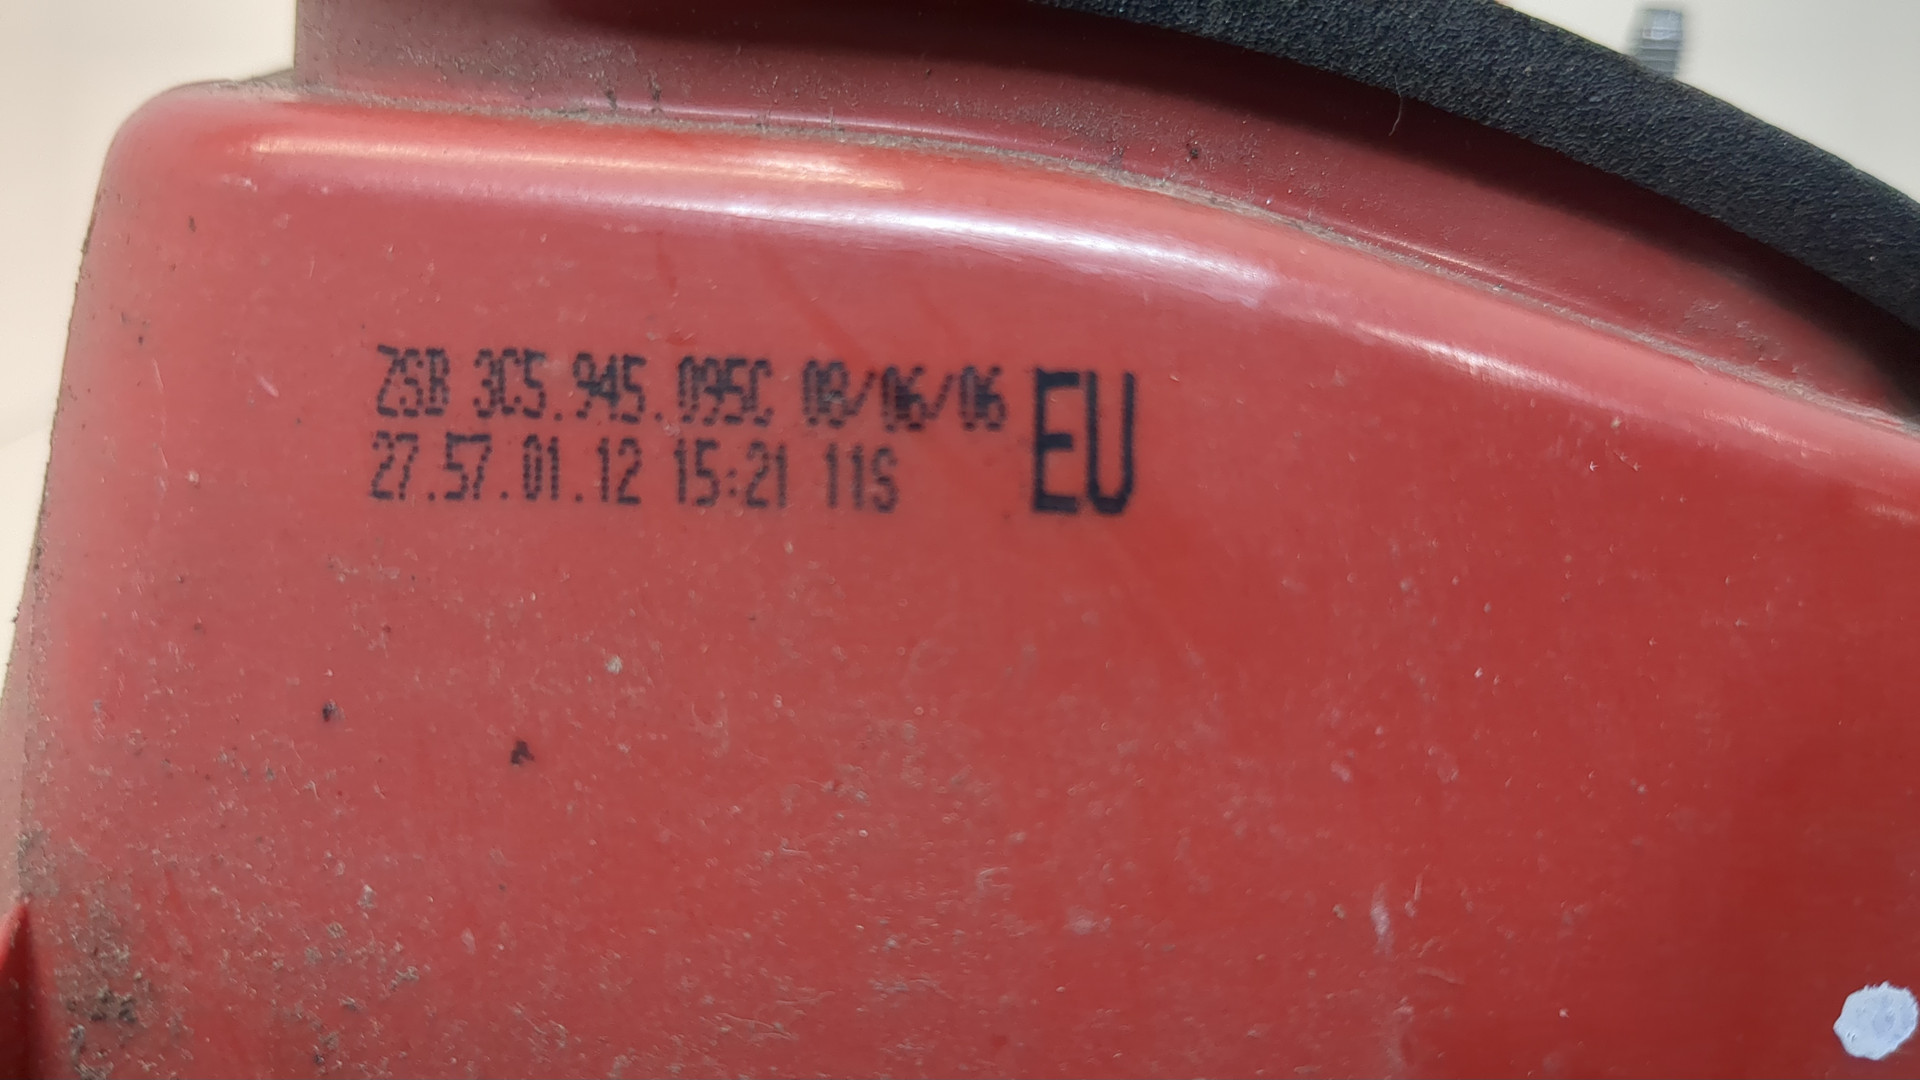 ZSB 3C5.945.095C 08/06/06 EU
27.57.01.12 15:21 11S